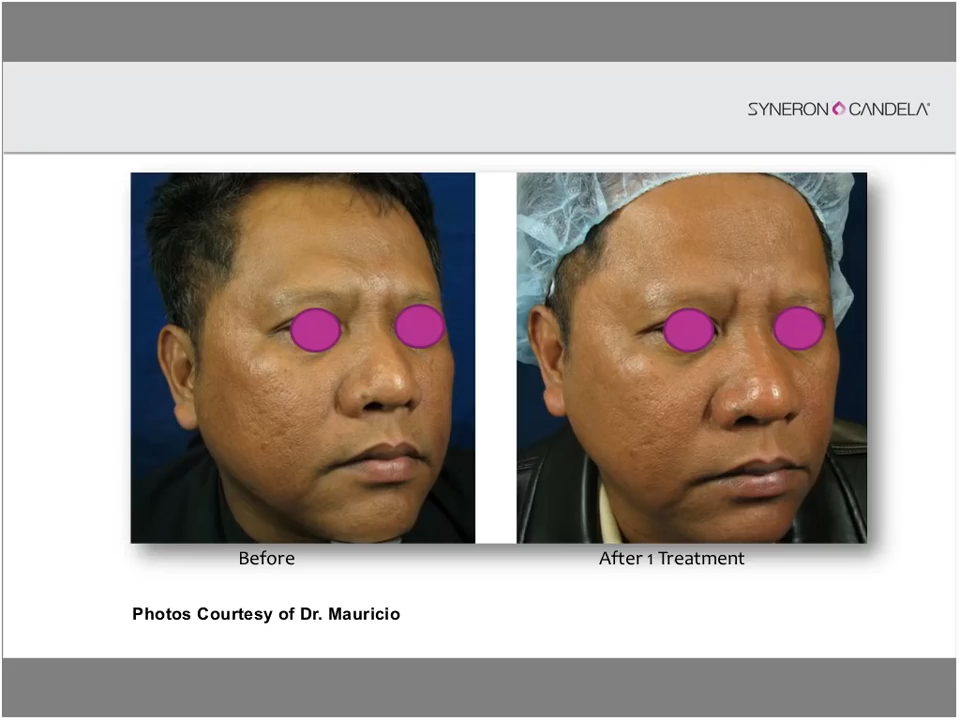 SYNERON CANDELA®
Before
After 1 Treatment
Photos Courtesy of Dr. Mauricio